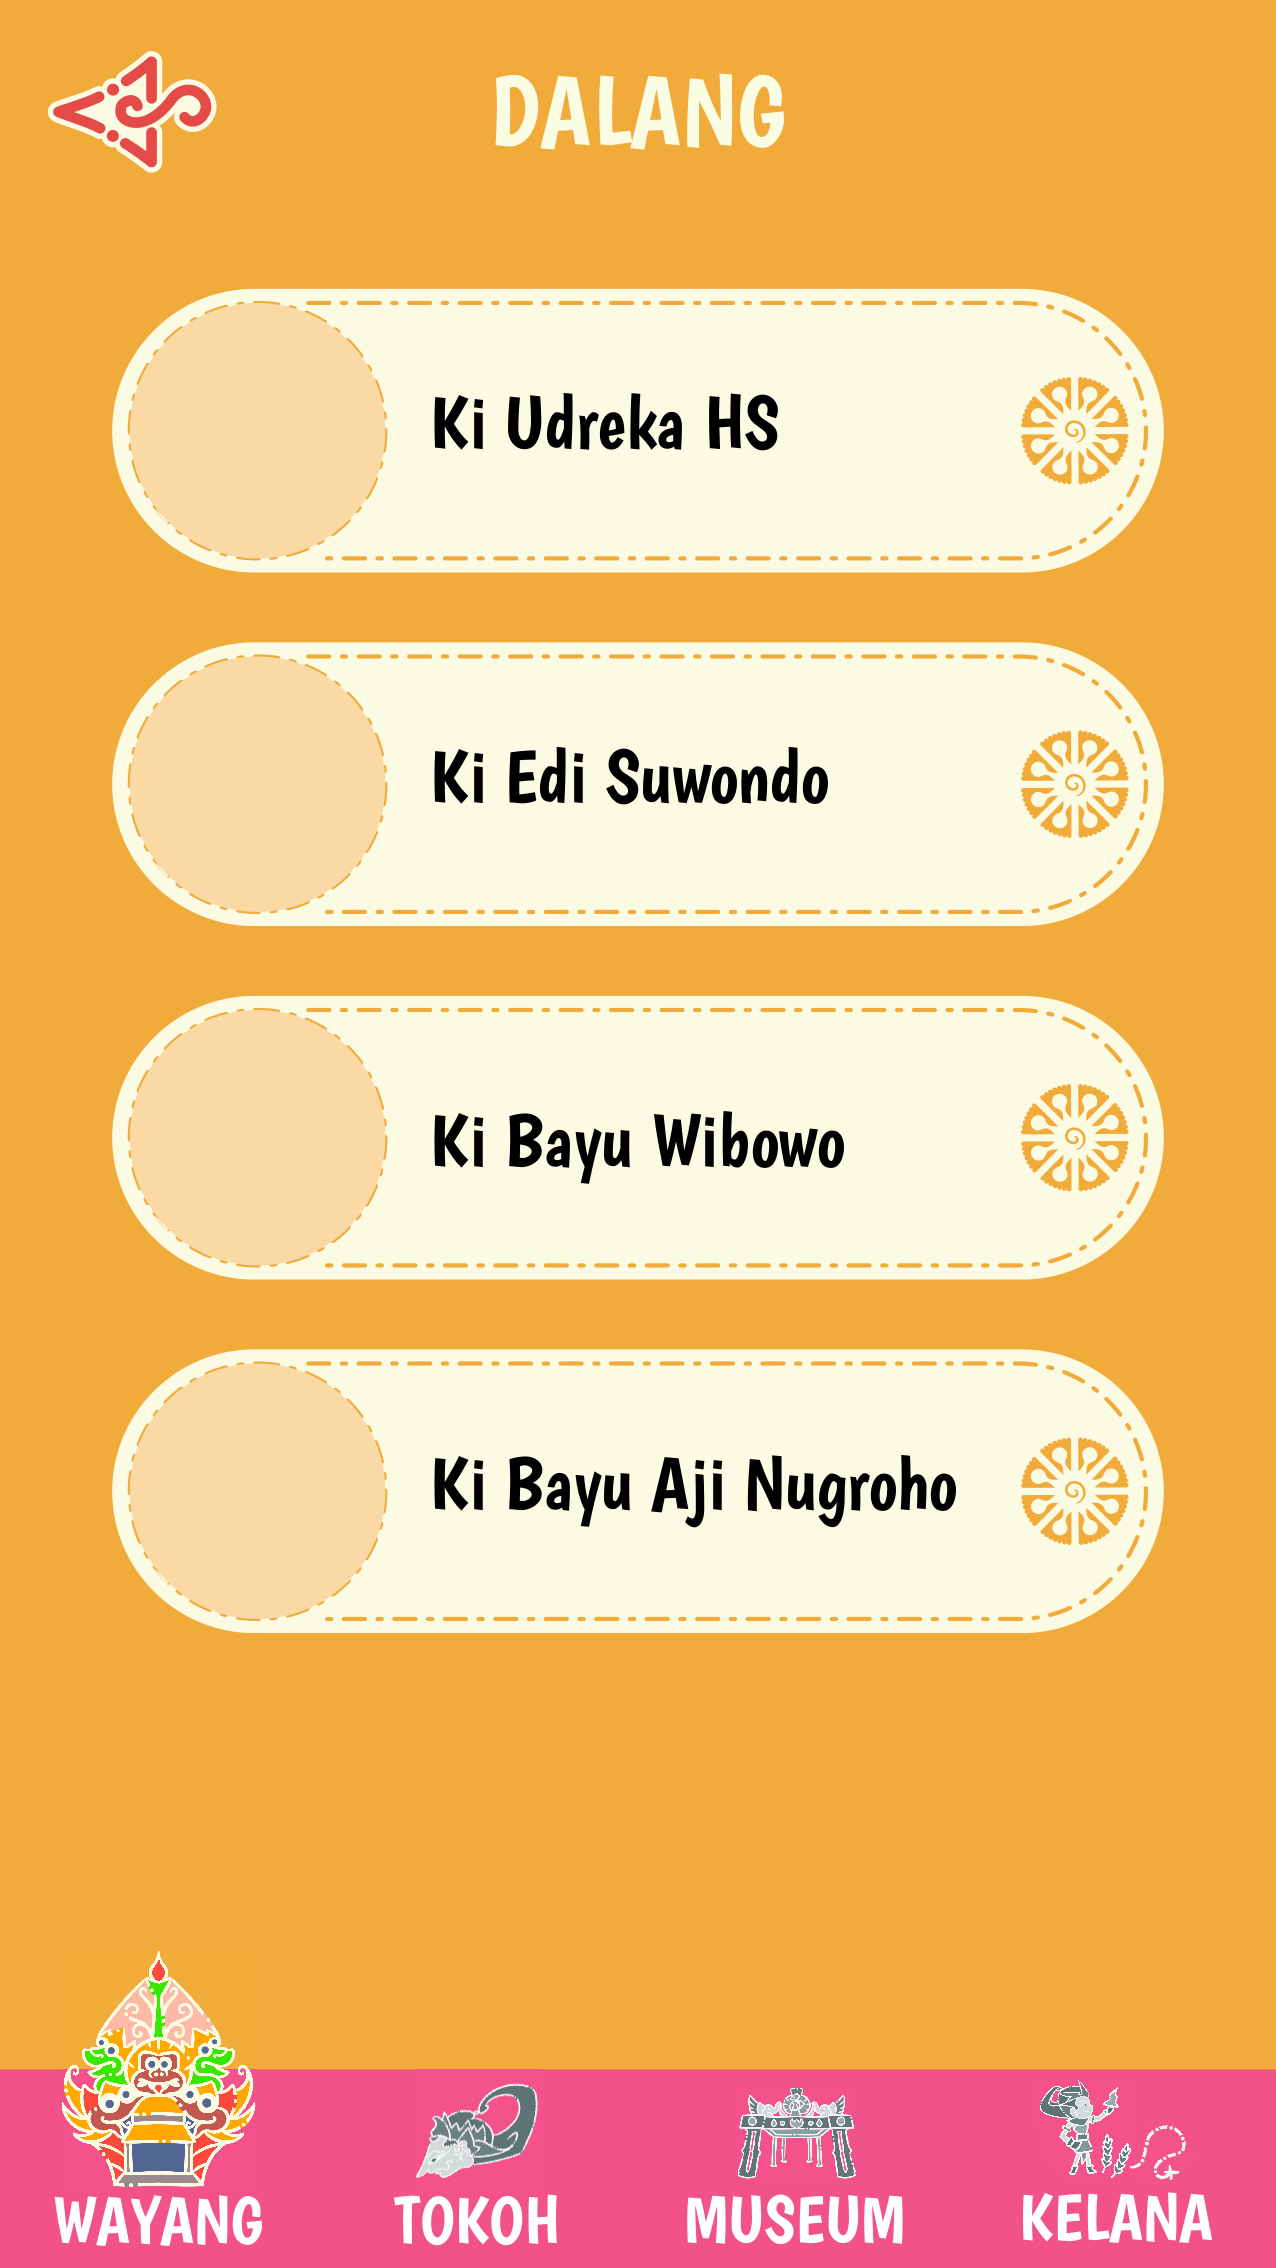 DALANG
Ki Udreka HS
Ki Edi Suwondo
Ki Bayu Wibowo
Ki Bayu Aji Nugroho
WAYANG
TOKOH
MUSEUM
KELANA